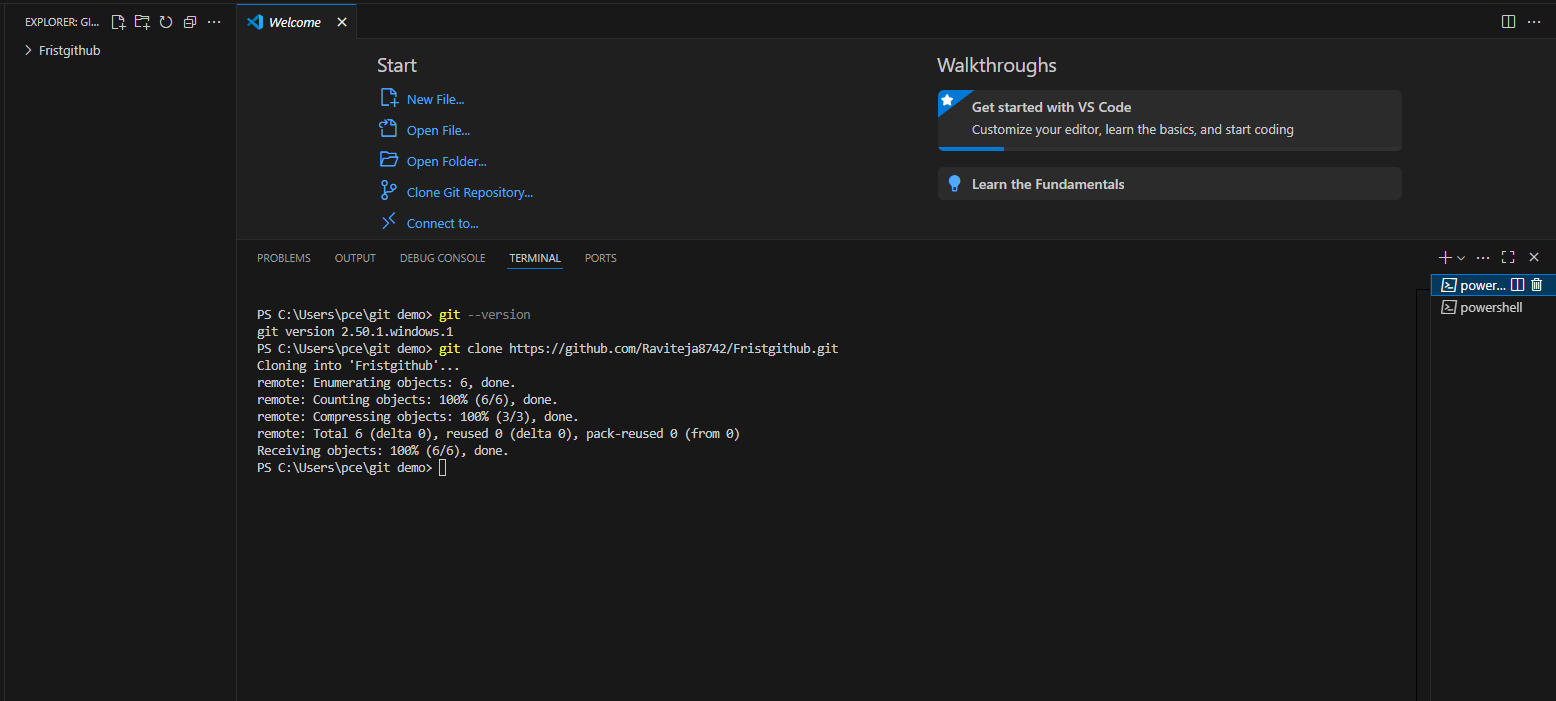 EXPLORER: GI...
Fristgithub
Welcome
Start
New File...
Open File...
Open Folder...
Clone Git Repository...
Connect to...
Walkthroughs
Get started with VS Code
Customize your editor, learn the basics, and start coding
Learn the Fundamentals
PROBLEMS OUTPUT DEBUG CONSOLE TERMINAL PORTS
PS C:\Users\pce\git demo> git --version
git version 2.50.1.windows.1
PS C:\Users\pce\git demo> git clone https://github.com/Raviteja8742/Fristgithub.git
Cloning into 'Fristgithub'...
remote: Enumerating objects: 6, done.
remote: Counting objects: 100% (6/6), done.
remote: Compressing objects: 100% (3/3), done.
remote: Total 6 (delta 0), reused 0 (delta 0), pack-reused 0 (from 0)
Receiving objects: 100% (6/6), done.
PS C:\Users\pce\git demo>
power...
powershell